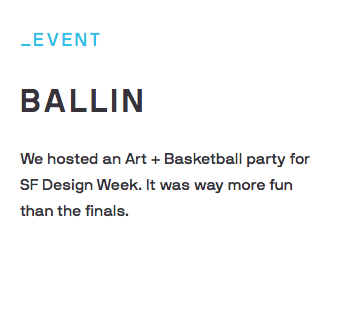 _EVENT
BALLIN
We hosted an Art + Basketball party for
SF Design Week. It was way more fun
than the finals.